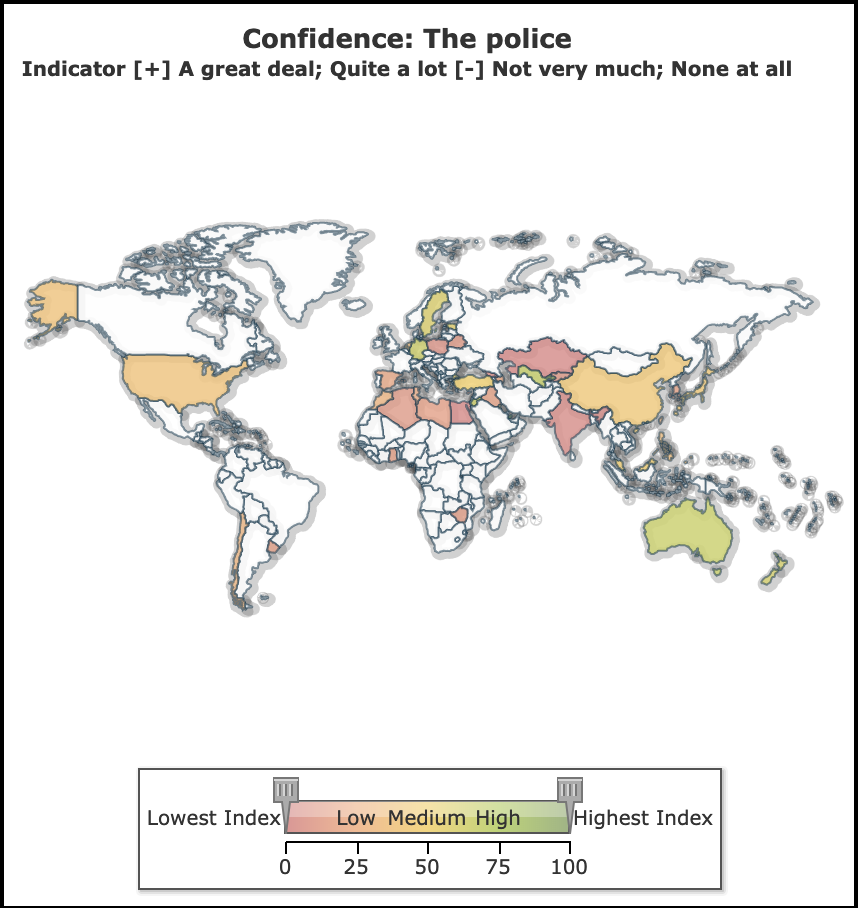 Confidence: The police
Indicator [+] A great deal; Quite a lot [-] Not very much; None at all
Lowest Index Low Medium High Highest Index
0 25 50 75 100